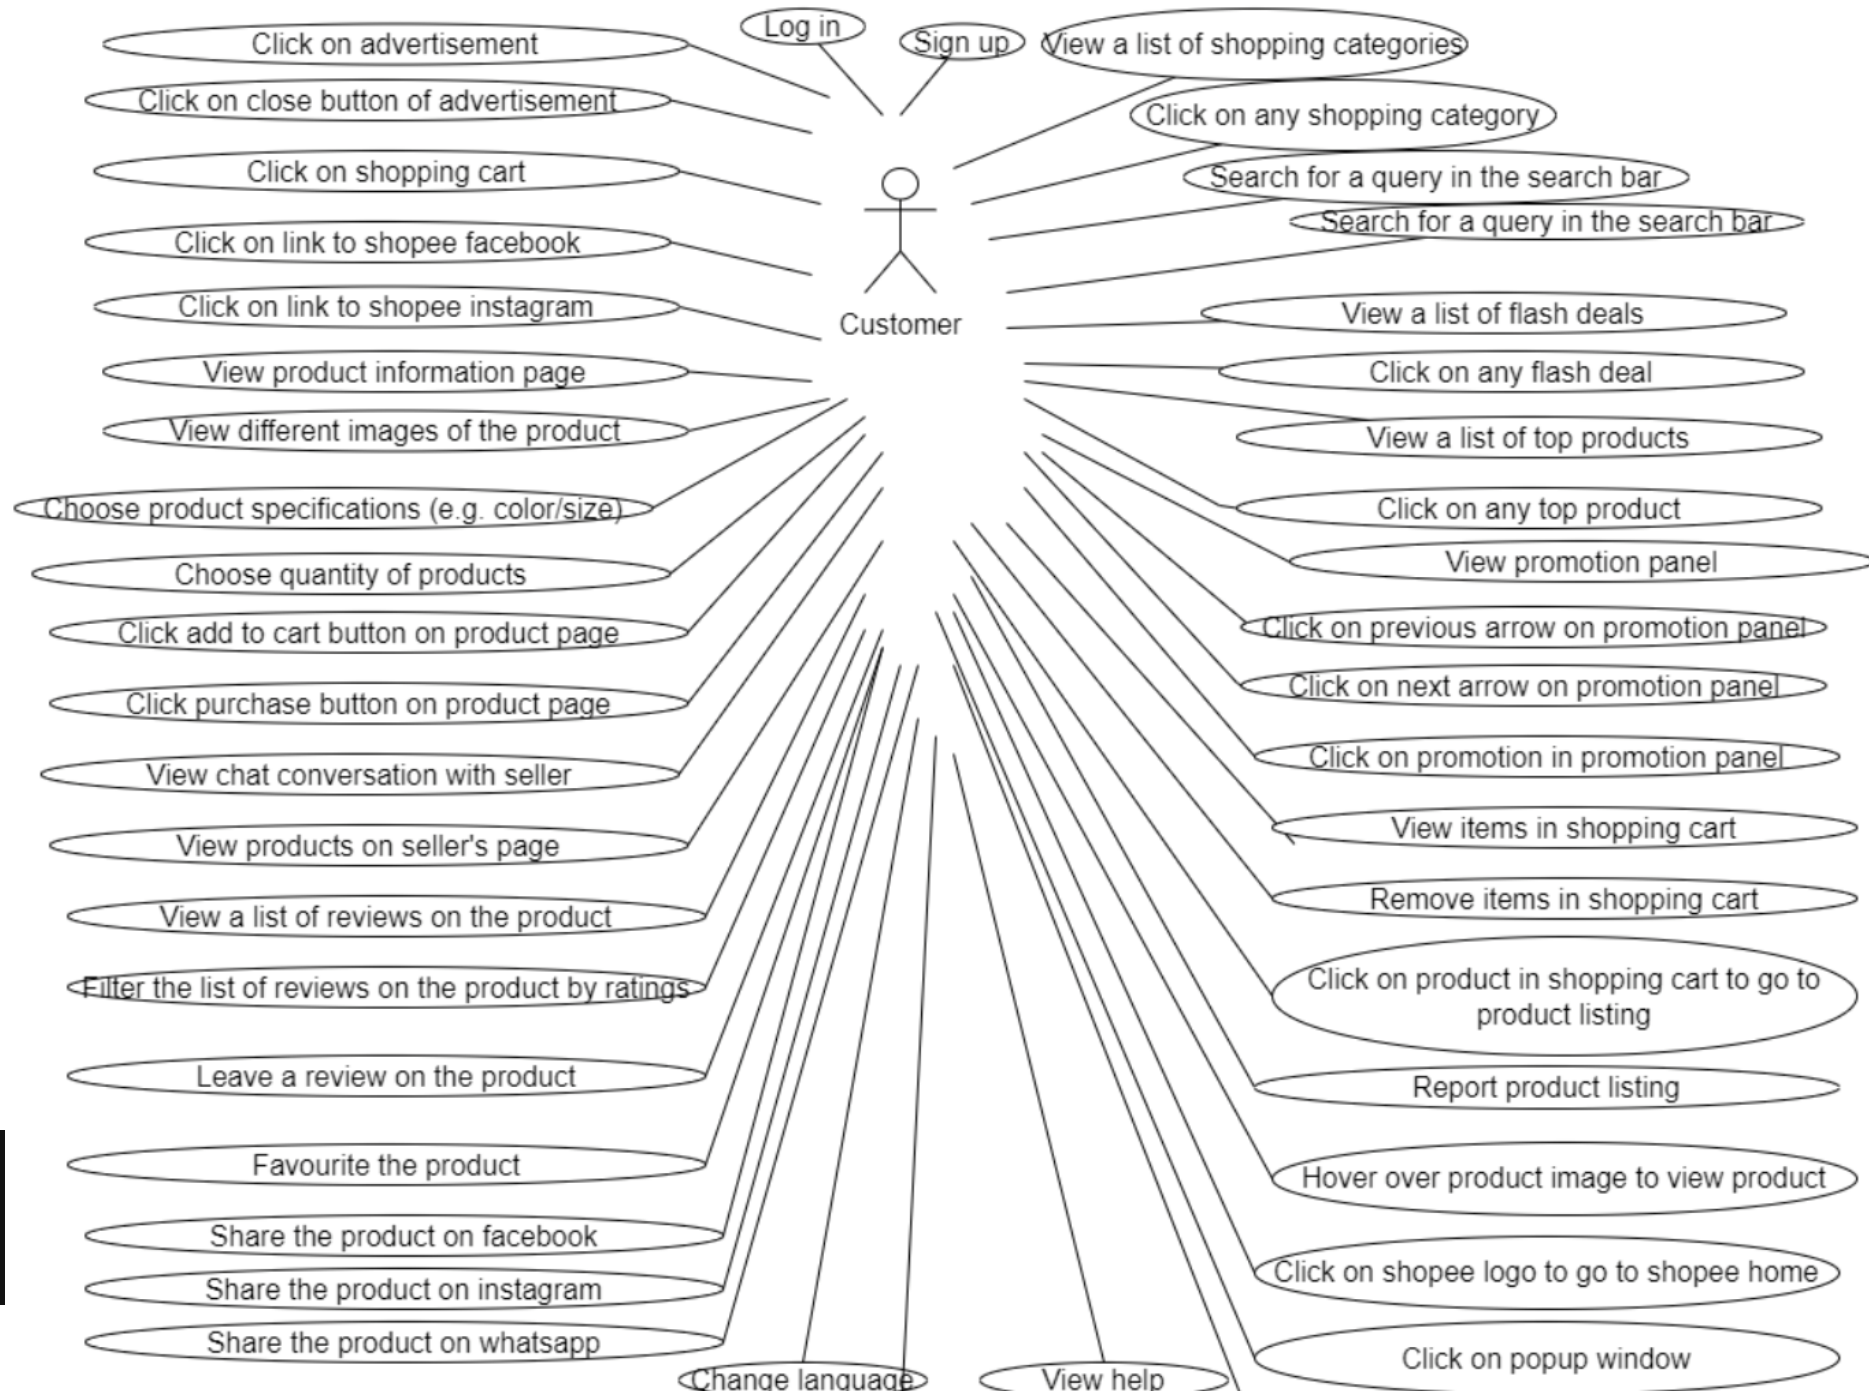 Log in
Sign up
Click on advertisement
View a list of shopping categories
Click on close button of advertisement
Click on any shopping category
Click on shopping cart
Search for a query in the search bar
Search for a query in the search bar
Click on link to shopee facebook
Click on link to shopee instagram
View a list of flash deals
Customer
View product information page
Click on any flash deal
View different images of the product
View a list of top products
Choose product specifications (e.g. color/size)
Click on any top product
View promotion panel
Choose quantity of products
Click add to cart button on product page
Click on previous arrow on promotion panel
Click on next arrow on promotion panel
Click purchase button on product page
Click on promotion in promotion panel
View chat conversation with seller
View items in shopping cart
View products on seller's page
Remove items in shopping cart
View a list of reviews on the product
Filter the list of reviews on the product by ratings
Click on product in shopping cart to go to
product listing
Leave a review on the product
Report product listing
Favourite the product
Hover over product image to view product
Share the product on facebook
Click on shopee logo to go to shopee home
Share the product on instagram
Share the product on whatsapp
Click on popup window
Change language
View help